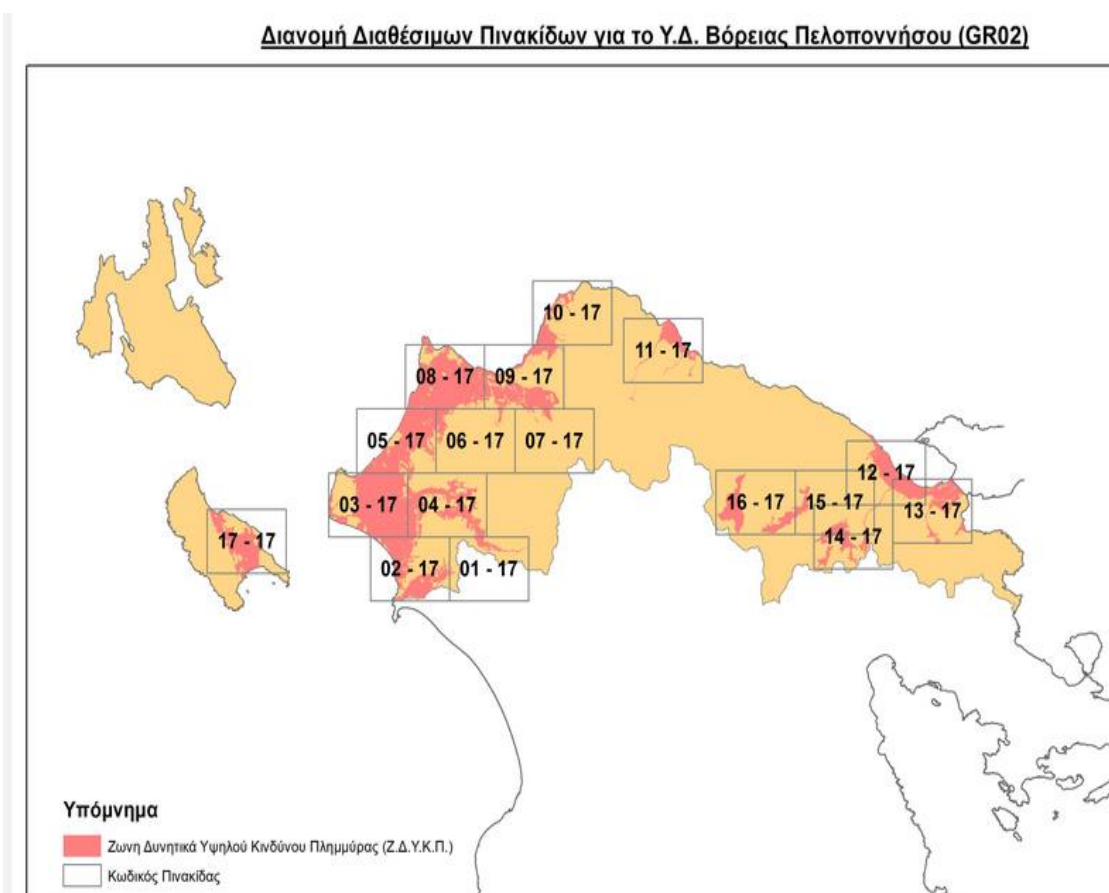 Διανομή Διαθέσιμων Πινακίδων για το Υ.Δ. Βόρειας Πελοποννήσου (GR02)
10 - 17
11 - 17
08 - 17
09 - 17
05 - 17
06 - 17
07 - 17
12 - 17
03 - 17
04 - 17
16 - 17
15 - 17
13 - 17
17 - 17
14 - 17
02 - 17
01 - 17
Υπόμνημα
Ζωνη Δυνητικά Υψηλού Κινδύνου Πλημμύρας (Ζ.Δ.Υ.Κ.Π.)
Κωδικός Πινακίδας